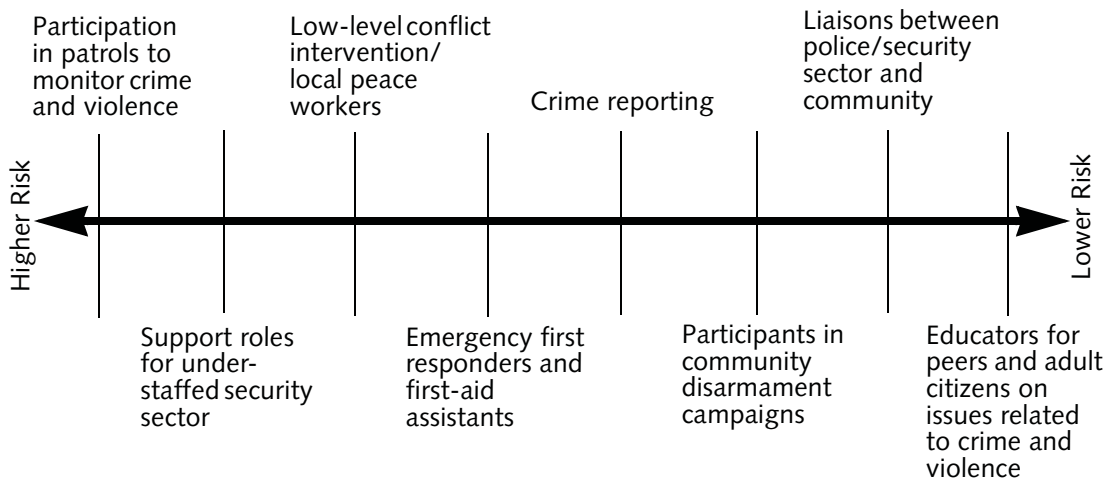 Participation
in patrols to
monitor crime
and violence
Low-level conflict
intervention/
local peace
workers
Crime reporting
Liaisons between
police/security
sector and
community
Higher Risk
Lower Risk
Support roles
for under-
staffed security
sector
Emergency first
responders and
first-aid
assistants
Participants in
community
disarmament
campaigns
Educators for
peers and adult
citizens on
issues related
to crime and
violence